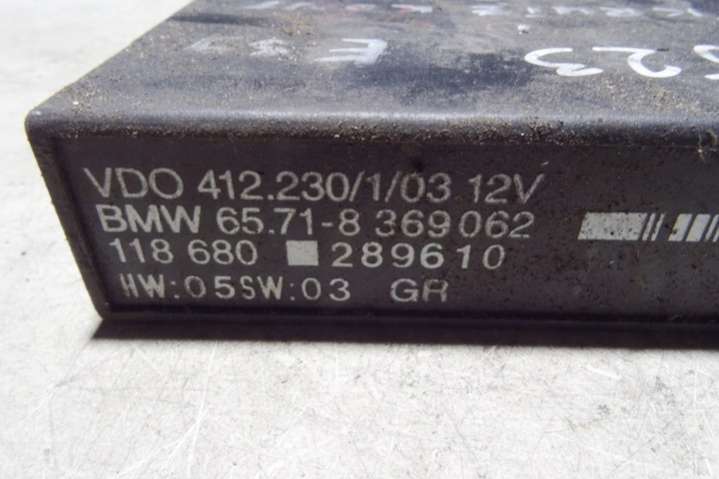 VDO 412.230/1/03 12V
BMW 65.71-8 369 062
118 680 289610
HW:05SW:03 GR